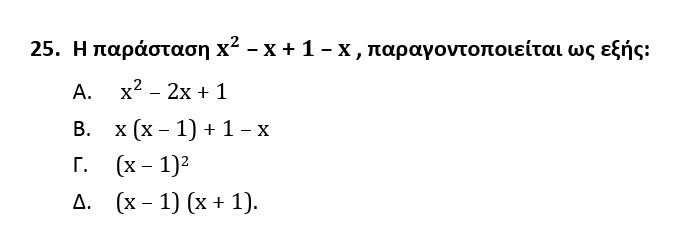 25. Η παράσταση x² – x + 1 – x , παραγοντοποιείται ως εξής:
Α. x² – 2x + 1
Β. x (x – 1) + 1 – x
Γ. (x – 1)²
Δ. (x – 1) (x + 1).